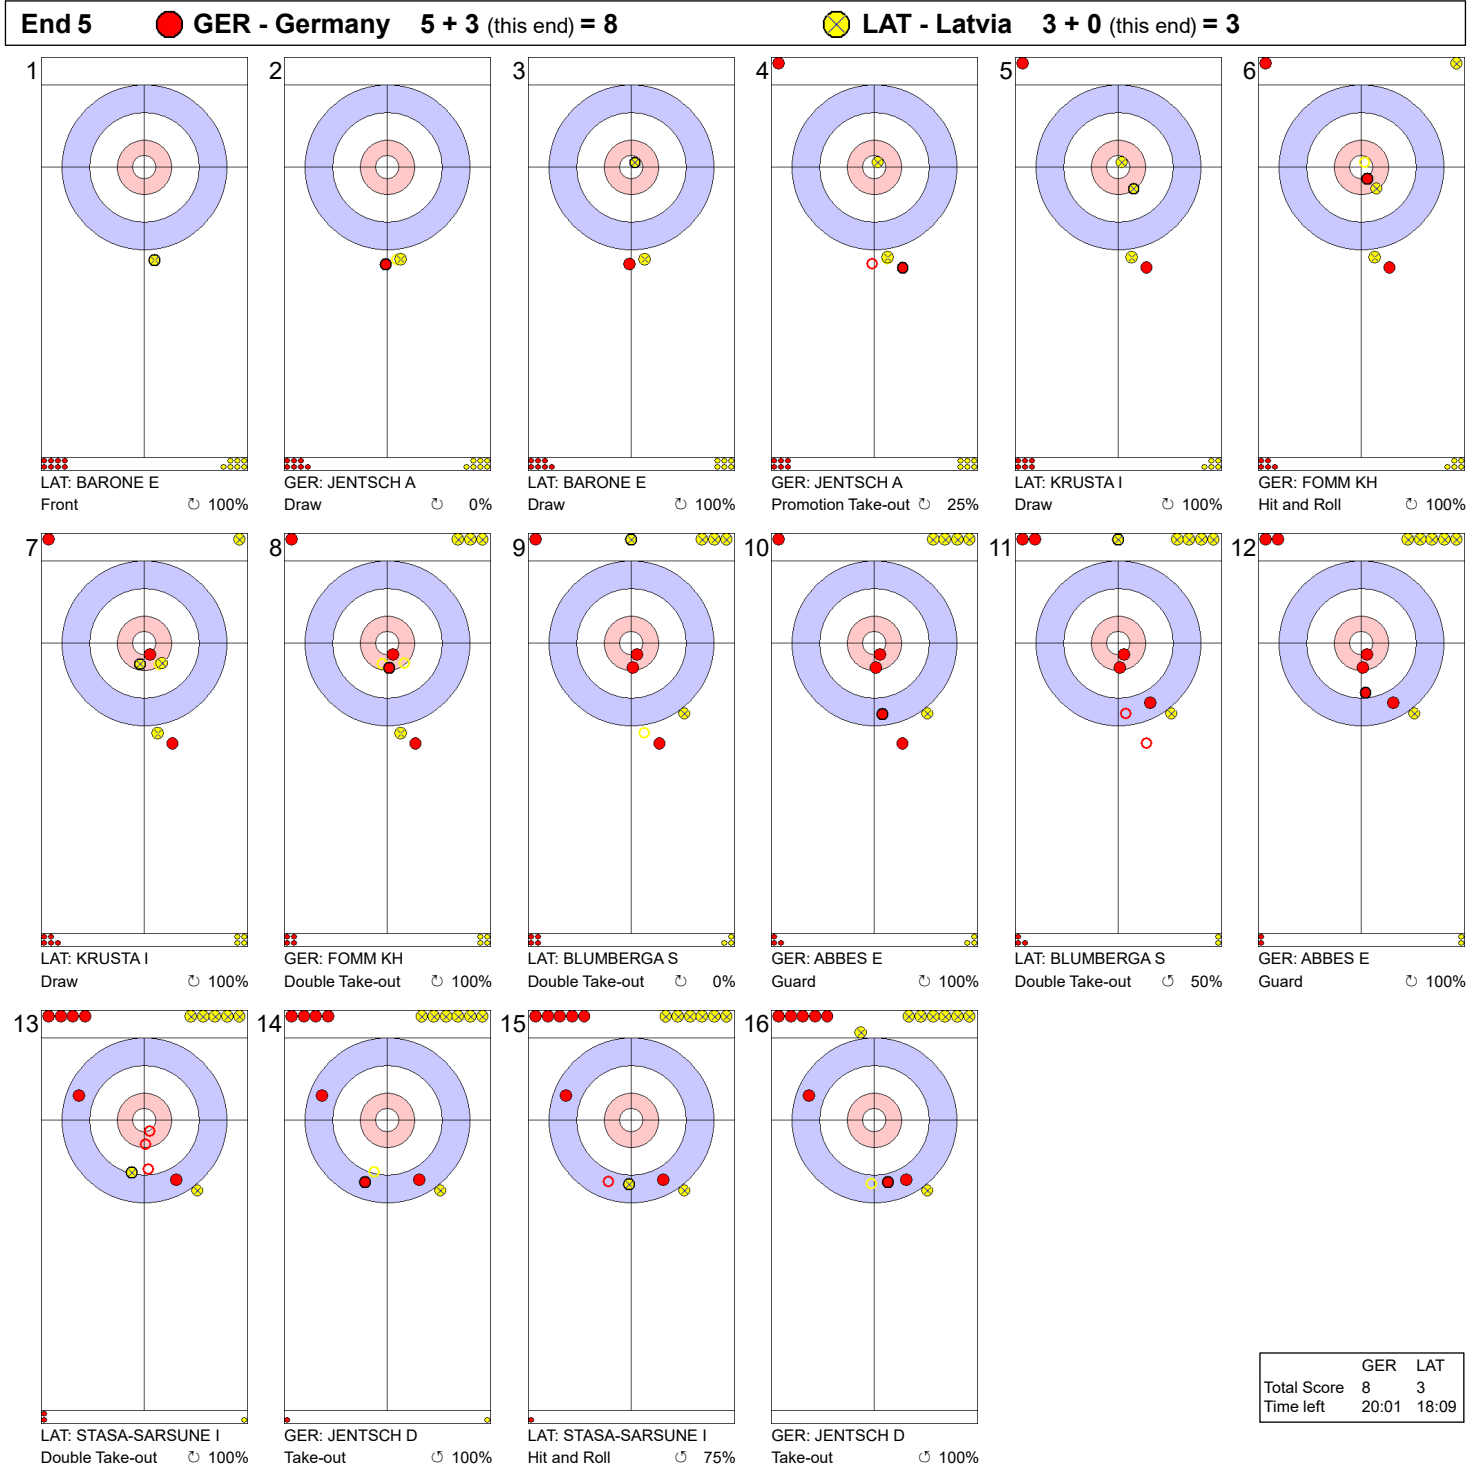 End 5 GER - Germany 5 + 3 (this end) = 8 LAT - Latvia 3 + 0 (this end) = 3
1 2 3 4 5 6
LAT: BARONE E GER: JENTSCH A LAT: BARONE E GER: JENTSCH A LAT: KRUSTA I GER: FOMM KH
Front ↻ 100% Draw ↻ 0% Draw ↻ 100% Promotion Take-out ↻ 25% Draw ↻ 100% Hit and Roll ↻ 100%
7 8 9 10 11 12
LAT: KRUSTA I GER: FOMM KH LAT: BLUMBERGA S GER: ABBES E LAT: BLUMBERGA S GER: ABBES E
Draw ↻ 100% Double Take-out ↻ 100% Double Take-out ↻ 0% Guard ↻ 100% Double Take-out ↺ 50% Guard ↻ 100%
13 14 15 16
GER LAT
Total Score 8 3
Time left 20:01 18:09
LAT: STASA-SARSUNE I GER: JENTSCH D LAT: STASA-SARSUNE I GER: JENTSCH D
Double Take-out ↻ 100% Take-out ↺ 100% Hit and Roll ↺ 75% Take-out ↺ 100%